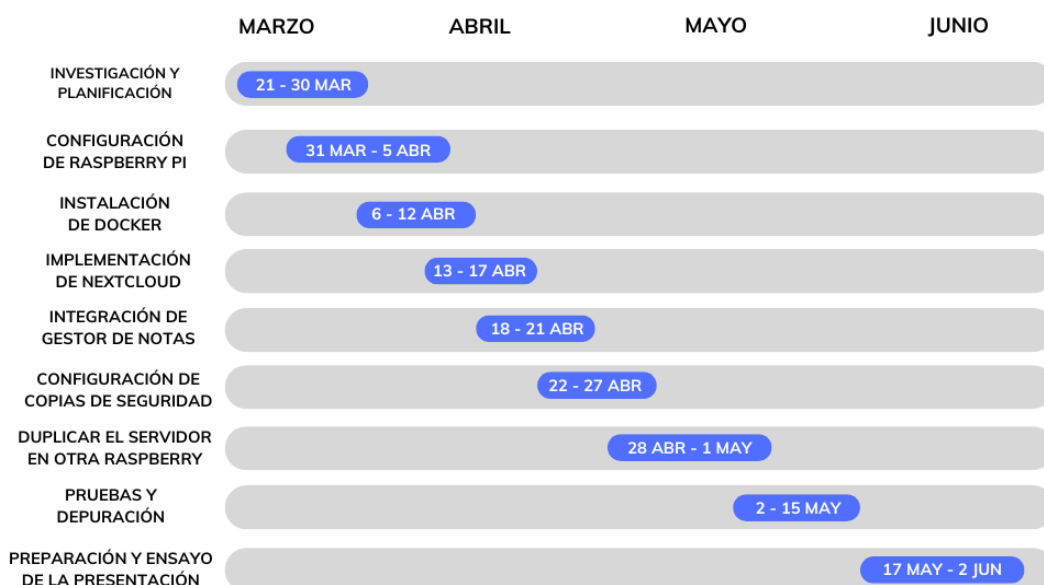 MARZO ABRIL MAYO JUNIO
INVESTIGACIÓN Y
PLANIFICACIÓN
21 - 30 MAR
CONFIGURACIÓN
DE RASPBERRY PI
31 MAR - 5 ABR
INSTALACIÓN
DE DOCKER
6 - 12 ABR
IMPLEMENTACIÓN
DE NEXTCLOUD
13 - 17 ABR
INTEGRACIÓN DE
GESTOR DE NOTAS
18 - 21 ABR
CONFIGURACIÓN DE
COPIAS DE SEGURIDAD
22 - 27 ABR
DUPLICAR EL SERVIDOR
EN OTRA RASPBERRY
28 ABR - 1 MAY
PRUEBAS Y
DEPURACIÓN
2 - 15 MAY
PREPARACIÓN Y ENSAYO
DE LA PRESENTACIÓN
17 MAY - 2 JUN